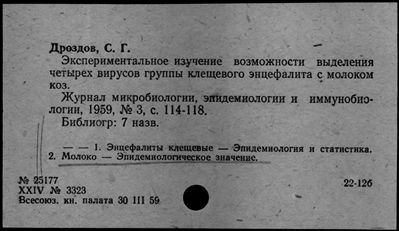 Дроздов, С. Г.
Экспериментальное изучение возможности выделения
четырех вирусов группы клещевого энцефалита с молоком
коз.
Журнал микробиологии, эпидемиологии и иммунобио-
логии, 1959, № 3, с. 114-118.
Библиогр: 7 назв.
— — 1. Энцефалиты клещевые — Эпидемиология и статистика.
2. Молоко — Эпидемиологическое значение.
№ 25177
XXIV № 3323
22-126
Всесоюз. кн. палата 30 III 59